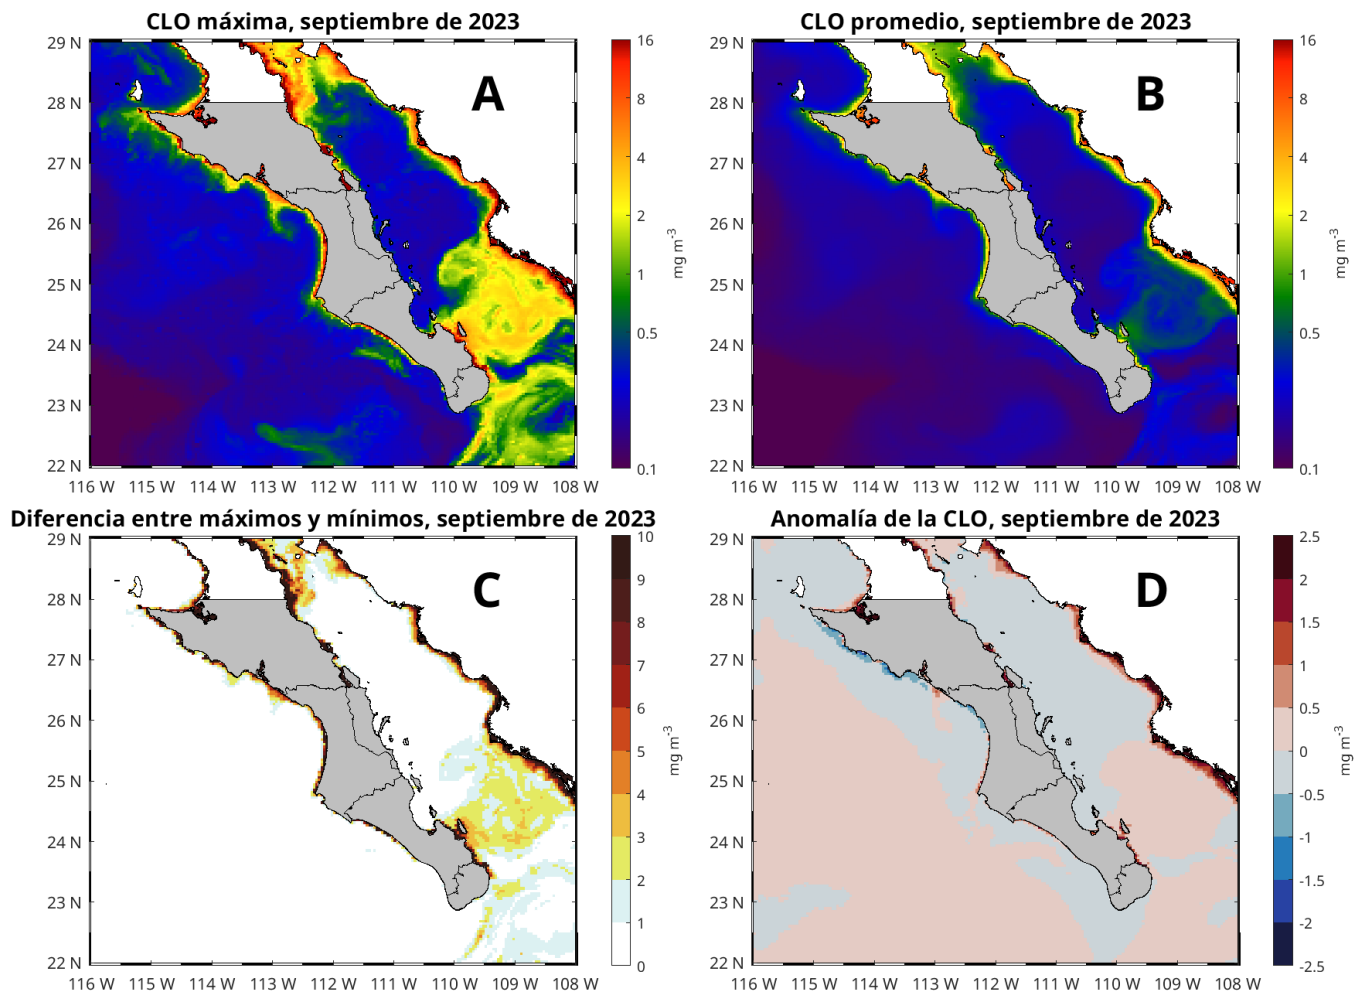 CLO máxima, septiembre de 2023
CLO promedio, septiembre de 2023
29 N
28 N
27 N
26 N
25 N
24 N
23 N
22 N
116 W 115 W 114 W 113 W 112 W 111 W 110 W 109 W 108 W
A
16
8
4
2
1
0.5
0.1
mg m-3
29 N
28 N
27 N
26 N
25 N
24 N
23 N
22 N
116 W 115 W 114 W 113 W 112 W 111 W 110 W 109 W 108 W
B
16
8
4
2
1
0.5
0.1
mg m-3
Diferencia entre máximos y mínimos, septiembre de 2023
Anomalía de la CLO, septiembre de 2023
29 N
28 N
27 N
26 N
25 N
24 N
23 N
22 N
116 W 115 W 114 W 113 W 112 W 111 W 110 W 109 W 108 W
C
10
9
8
7
6
5
4
3
2
1
0
mg m-3
29 N
28 N
27 N
26 N
25 N
24 N
23 N
22 N
116 W 115 W 114 W 113 W 112 W 111 W 110 W 109 W 108 W
D
2.5
2
1.5
1
0.5
0
-0.5
-1
-1.5
-2
-2.5
mg m-3